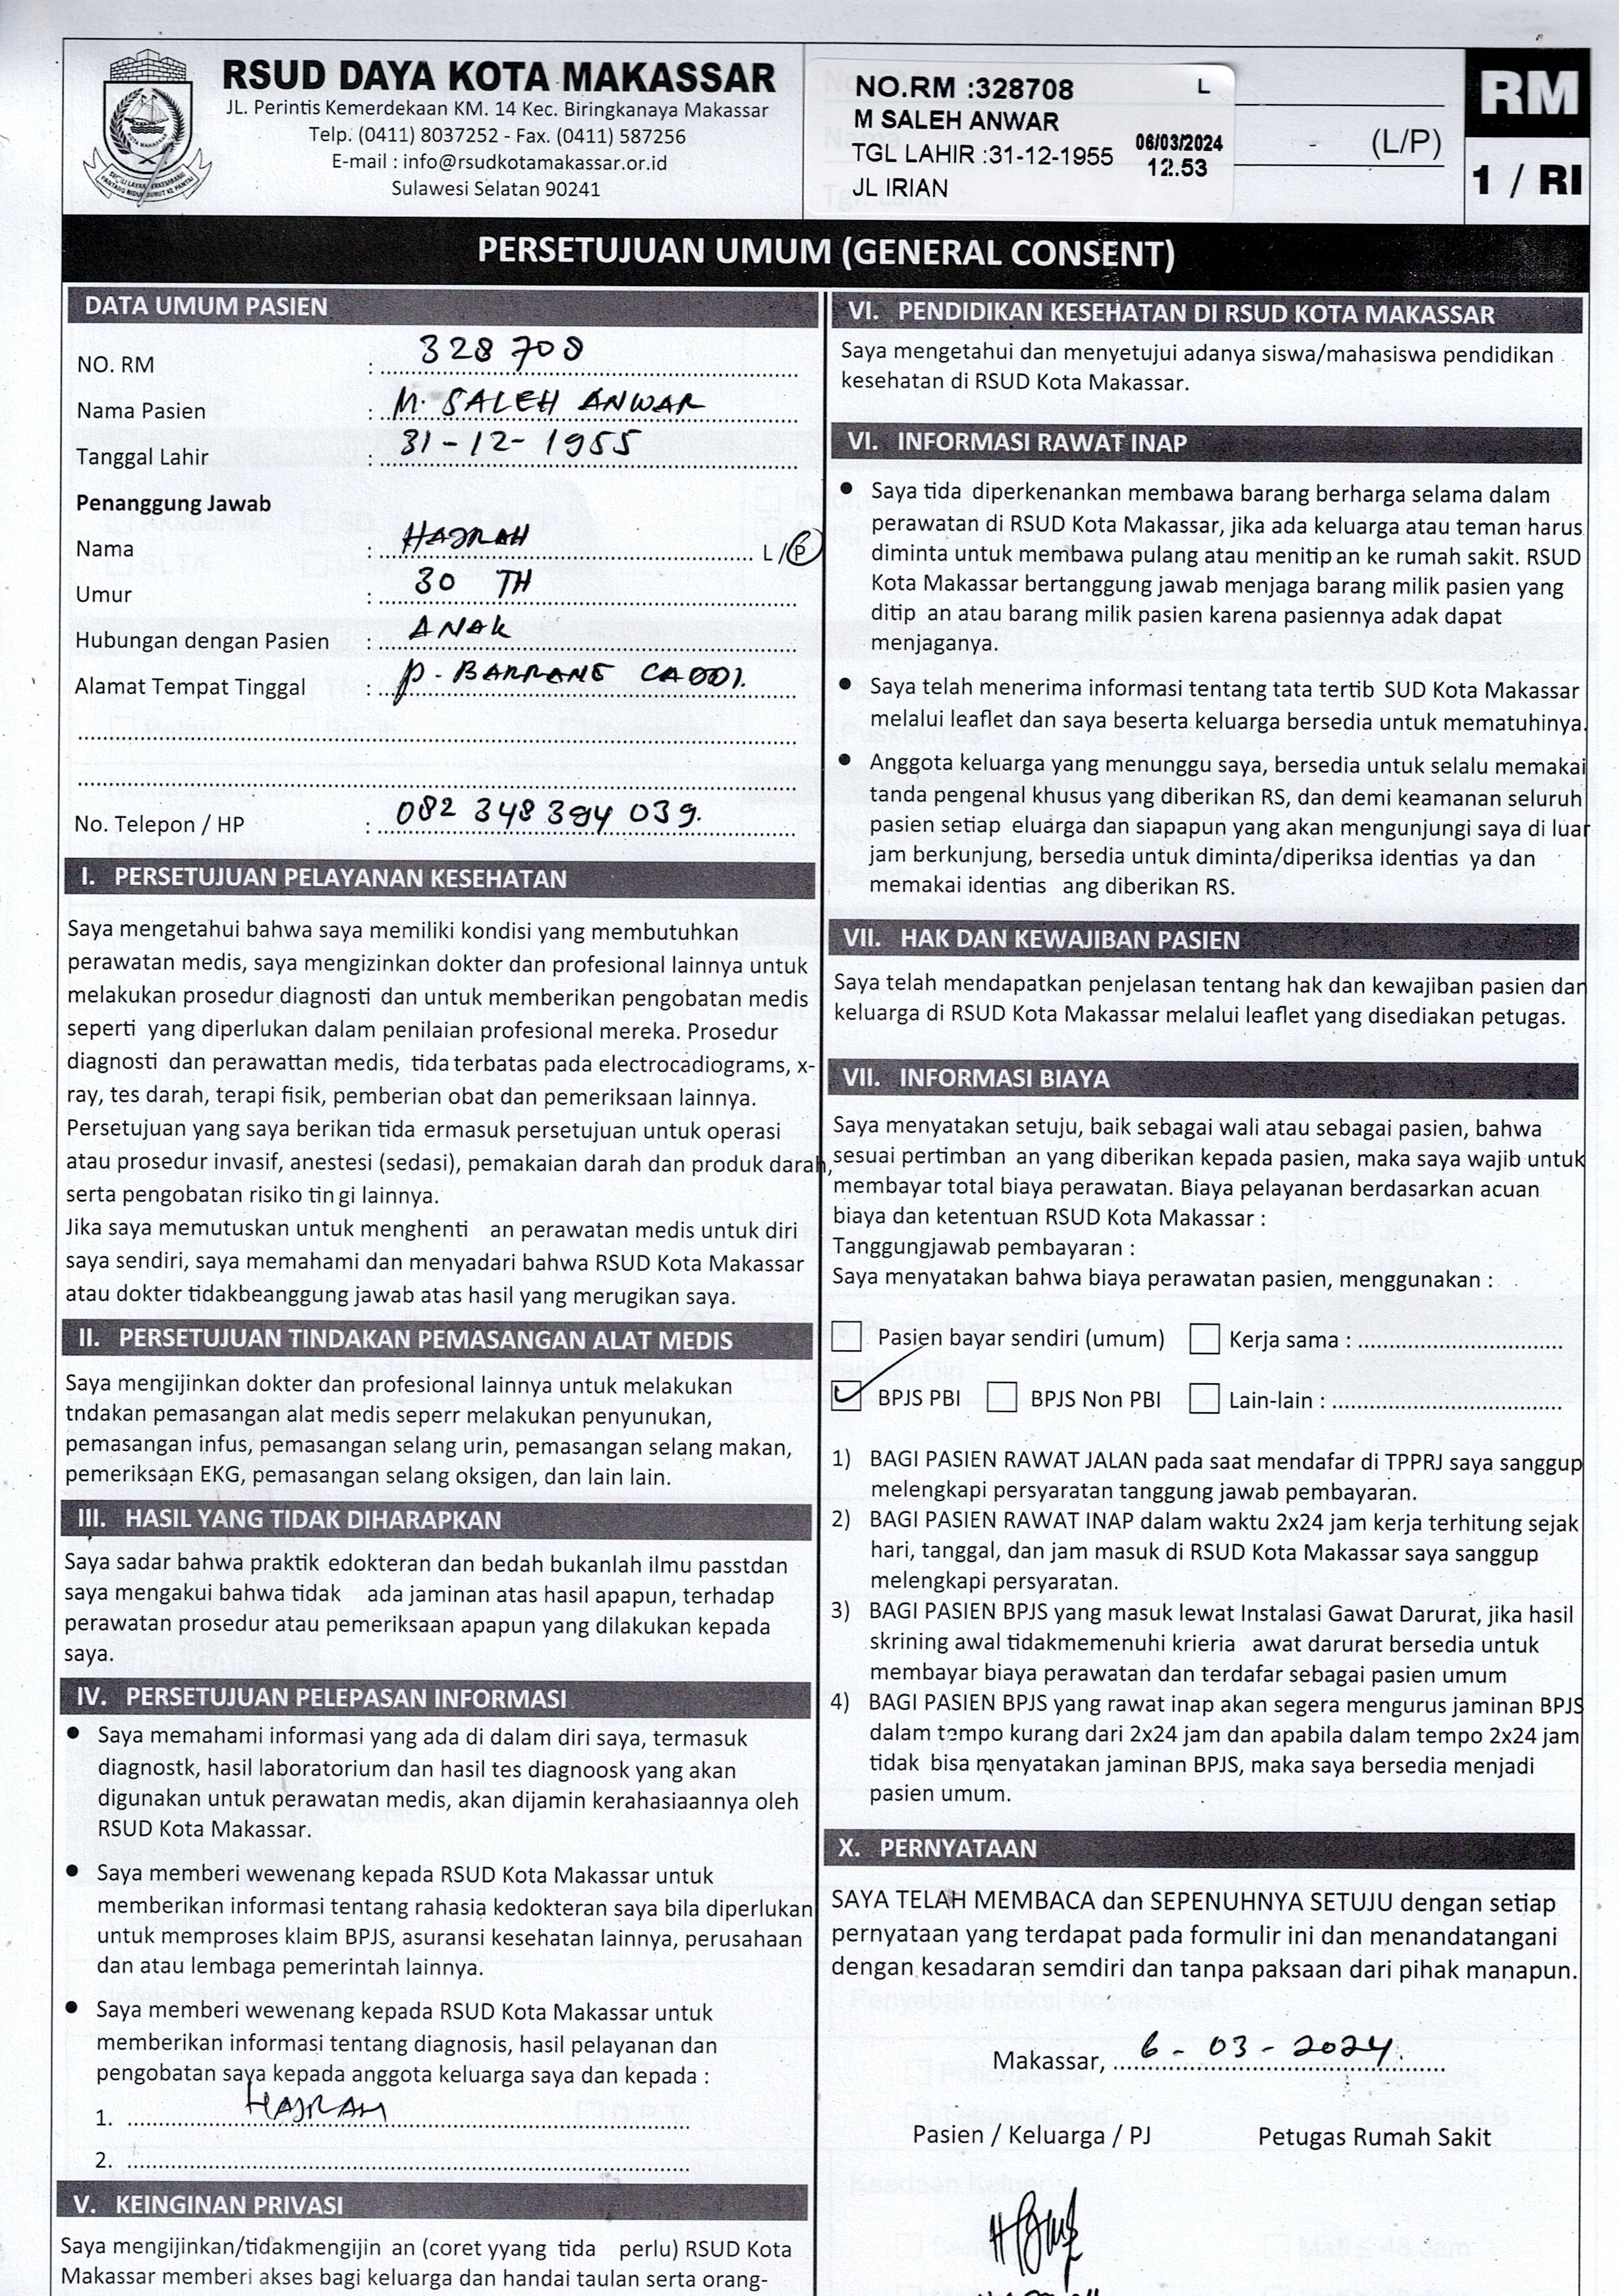 RSUD DAYA KOTA MAKASSAR
JL. Perintis Kemerdekaan KM. 14 Kec. Biringkanaya Makassar
Telp. (0411) 8037252 - Fax. (0411) 587256
E-mail : info@rsudkotamakassar.or.id
Sulawesi Selatan 90241
NO.RM :328708 L
M SALEH ANWAR
TGL LAHIR :31-12-1955 06/03/2024
12.53
JL IRIAN
(L/P)
RM
1 / RI
PERSETUJUAN UMUM (GENERAL CONSENT)
DATA UMUM PASIEN
NO. RM : 328708
Nama Pasien : M. SALEH ANWAR
Tanggal Lahir : 31-12-1955
Penanggung Jawab
Nama : HAJRAH L/P
Umur : 30 TH
Hubungan dengan Pasien : ANAK
Alamat Tempat Tinggal : P. BARRANG CADDI.
No. Telepon / HP : 082 348 394 039.
I. PERSETUJUAN PELAYANAN KESEHATAN
Saya mengetahui bahwa saya memiliki kondisi yang membutuhkan
perawatan medis, saya mengizinkan dokter dan profesional lainnya untuk
melakukan prosedur diagnosti dan untuk memberikan pengobatan medis
seperti yang diperlukan dalam penilaian profesional mereka. Prosedur
diagnosti dan perawattan medis, tida terbatas pada electrocadiograms, x-
ray, tes darah, terapi fisik, pemberian obat dan pemeriksaan lainnya.
Persetujuan yang saya berikan tida ermasuk persetujuan untuk operasi
atau prosedur invasif, anestesi (sedasi), pemakaian darah dan produk darah,
serta pengobatan risiko tin gi lainnya.
Jika saya memutuskan untuk menghenti an perawatan medis untuk diri
saya sendiri, saya memahami dan menyadari bahwa RSUD Kota Makassar
atau dokter tidakbeanggung jawab atas hasil yang merugikan saya.
II. PERSETUJUAN TINDAKAN PEMASANGAN ALAT MEDIS
Saya mengijinkan dokter dan profesional lainnya untuk melakukan
tndakan pemasangan alat medis seperr melakukan penyunukan,
pemasangan infus, pemasangan selang urin, pemasangan selang makan,
pemeriksaan EKG, pemasangan selang oksigen, dan lain lain.
III. HASIL YANG TIDAK DIHARAPKAN
Saya sadar bahwa praktik edokteran dan bedah bukanlah ilmu passtdan
saya mengakui bahwa tidak ada jaminan atas hasil apapun, terhadap
perawatan prosedur atau pemeriksaan apapun yang dilakukan kepada
saya.
IV. PERSETUJUAN PELEPASAN INFORMASI
● Saya memahami informasi yang ada di dalam diri saya, termasuk
diagnostk, hasil laboratorium dan hasil tes diagnoosk yang akan
digunakan untuk perawatan medis, akan dijamin kerahasiaannya oleh
RSUD Kota Makassar.
● Saya memberi wewenang kepada RSUD Kota Makassar untuk
memberikan informasi tentang rahasia kedokteran saya bila diperlukan
untuk memproses klaim BPJS, asuransi kesehatan lainnya, perusahaan
dan atau lembaga pemerintah lainnya.
● Saya memberi wewenang kepada RSUD Kota Makassar untuk
memberikan informasi tentang diagnosis, hasil pelayanan dan
pengobatan saya kepada anggota keluarga saya dan kepada :
1. HAJRAH
2.
V. KEINGINAN PRIVASI
Saya mengijinkan/tidakmengijin an (coret yyang tida perlu) RSUD Kota
Makassar memberi akses bagi keluarga dan handai taulan serta orang-
VI. PENDIDIKAN KESEHATAN DI RSUD KOTA MAKASSAR
Saya mengetahui dan menyetujui adanya siswa/mahasiswa pendidikan
kesehatan di RSUD Kota Makassar.
VI. INFORMASI RAWAT INAP
● Saya tida diperkenankan membawa barang berharga selama dalam
perawatan di RSUD Kota Makassar, jika ada keluarga atau teman harus
diminta untuk membawa pulang atau menitip an ke rumah sakit. RSUD
Kota Makassar bertanggung jawab menjaga barang milik pasien yang
ditip an atau barang milik pasien karena pasiennya adak dapat
menjaganya.
● Saya telah menerima informasi tentang tata tertib SUD Kota Makassar
melalui leaflet dan saya beserta keluarga bersedia untuk mematuhinya.
● Anggota keluarga yang menunggu saya, bersedia untuk selalu memakai
tanda pengenal khusus yang diberikan RS, dan demi keamanan seluruh
pasien setiap eluarga dan siapapun yang akan mengunjungi saya di luar
jam berkunjung, bersedia untuk diminta/diperiksa identias ya dan
memakai identias ang diberikan RS.
VII. HAK DAN KEWAJIBAN PASIEN
Saya telah mendapatkan penjelasan tentang hak dan kewajiban pasien dan
keluarga di RSUD Kota Makassar melalui leaflet yang disediakan petugas.
VII. INFORMASI BIAYA
Saya menyatakan setuju, baik sebagai wali atau sebagai pasien, bahwa
sesuai pertimban an yang diberikan kepada pasien, maka saya wajib untuk
membayar total biaya perawatan. Biaya pelayanan berdasarkan acuan
biaya dan ketentuan RSUD Kota Makassar :
Tanggungjawab pembayaran :
Saya menyatakan bahwa biaya perawatan pasien, menggunakan :
Pasien bayar sendiri (umum) Kerja sama :
BPJS PBI BPJS Non PBI Lain-lain :
1) BAGI PASIEN RAWAT JALAN pada saat mendafar di TPPRJ saya sanggup
melengkapi persyaratan tanggung jawab pembayaran.
2) BAGI PASIEN RAWAT INAP dalam waktu 2x24 jam kerja terhitung sejak
hari, tanggal, dan jam masuk di RSUD Kota Makassar saya sanggup
melengkapi persyaratan.
3) BAGI PASIEN BPJS yang masuk lewat Instalasi Gawat Darurat, jika hasil
skrining awal tidakmemenuhi krieria awat darurat bersedia untuk
membayar biaya perawatan dan terdafar sebagai pasien umum
4) BAGI PASIEN BPJS yang rawat inap akan segera mengurus jaminan BPJS
dalam tempo kurang dari 2x24 jam dan apabila dalam tempo 2x24 jam
tidak bisa menyatakan jaminan BPJS, maka saya bersedia menjadi
pasien umum.
X. PERNYATAAN
SAYA TELAH MEMBACA dan SEPENUHNYA SETUJU dengan setiap
pernyataan yang terdapat pada formulir ini dan menandatangani
dengan kesadaran semdiri dan tanpa paksaan dari pihak manapun.
Makassar, 6 - 03 - 2024.
Pasien / Keluarga / PJ Petugas Rumah Sakit